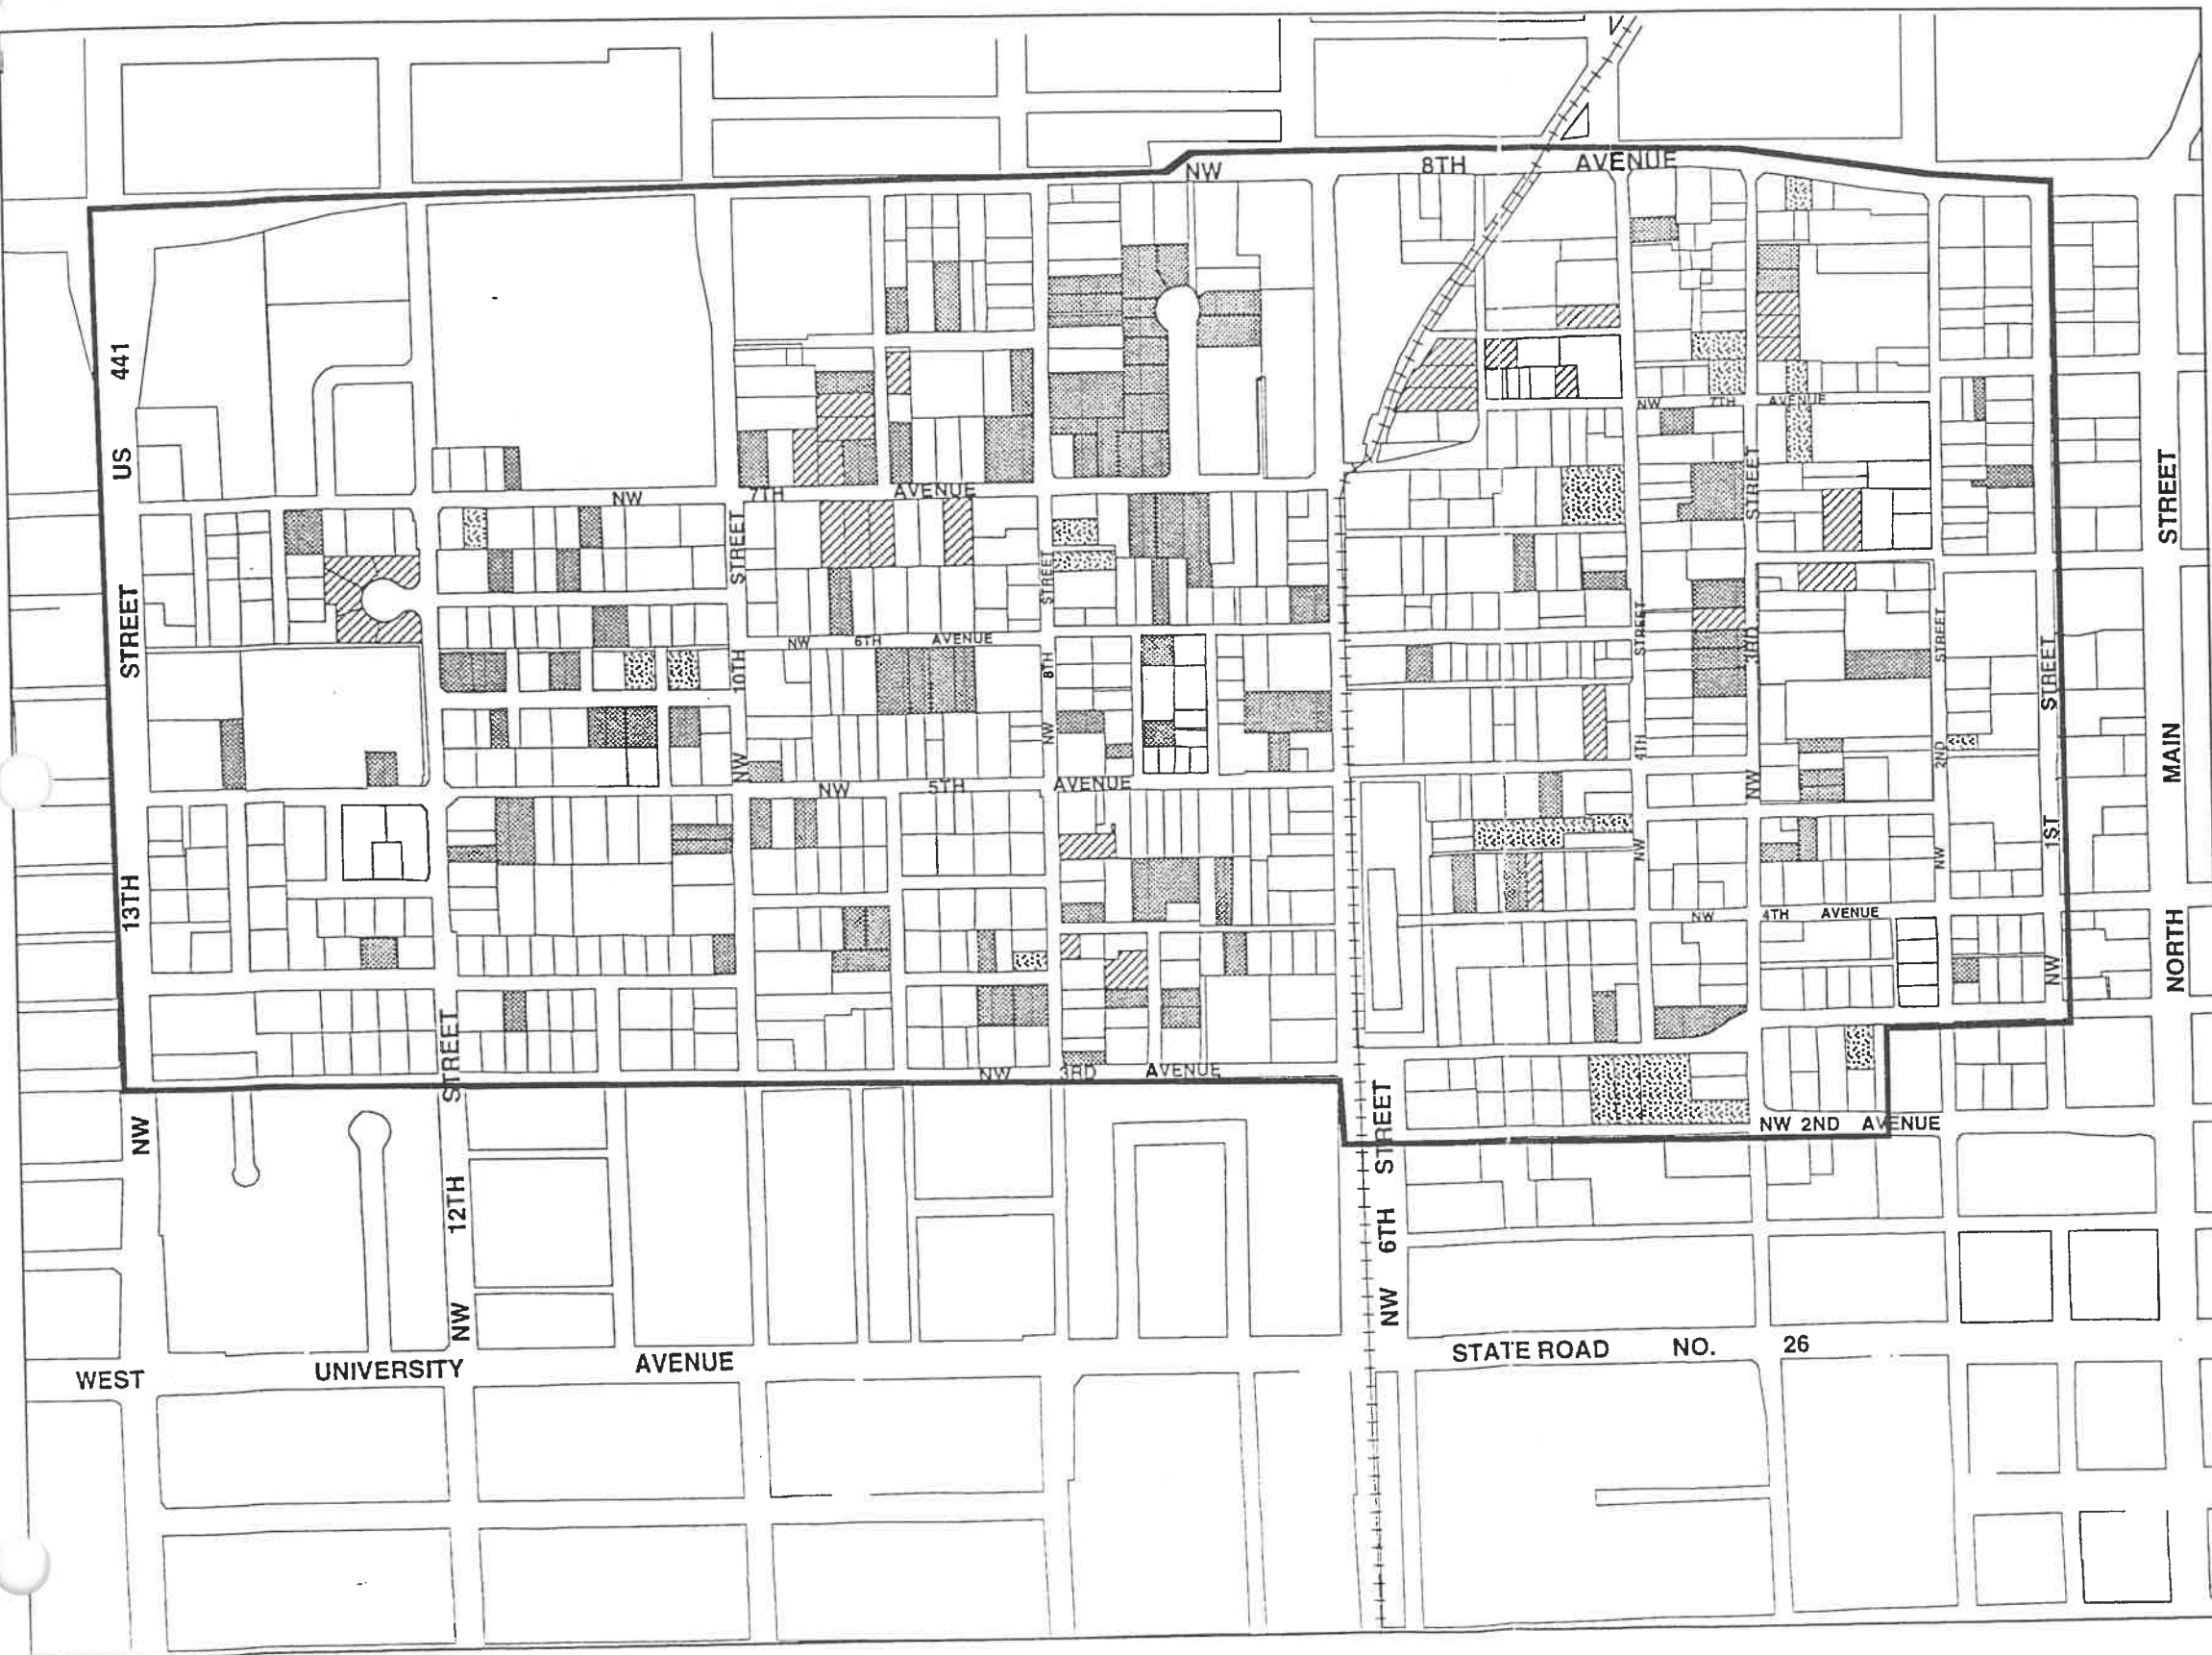 NW 8TH AVENUE
US 441
NW 7TH AVENUE
NW 7TH AVENUE
STREET
STREET
STREET
STREET
STREET
STREET
NW 6TH AVENUE
10TH
8TH
3RD
STREET
STREET
STREET
NW
NW
4TH
NW
2ND
MAIN
NW 5TH AVENUE
13TH
NW
NW
1ST
NW 4TH AVENUE
NW
NORTH
STREET
NW 3RD AVENUE
NW
STREET
NW 2ND AVENUE
12TH
6TH
NW
NW
WEST UNIVERSITY AVENUE
STATE ROAD NO. 26